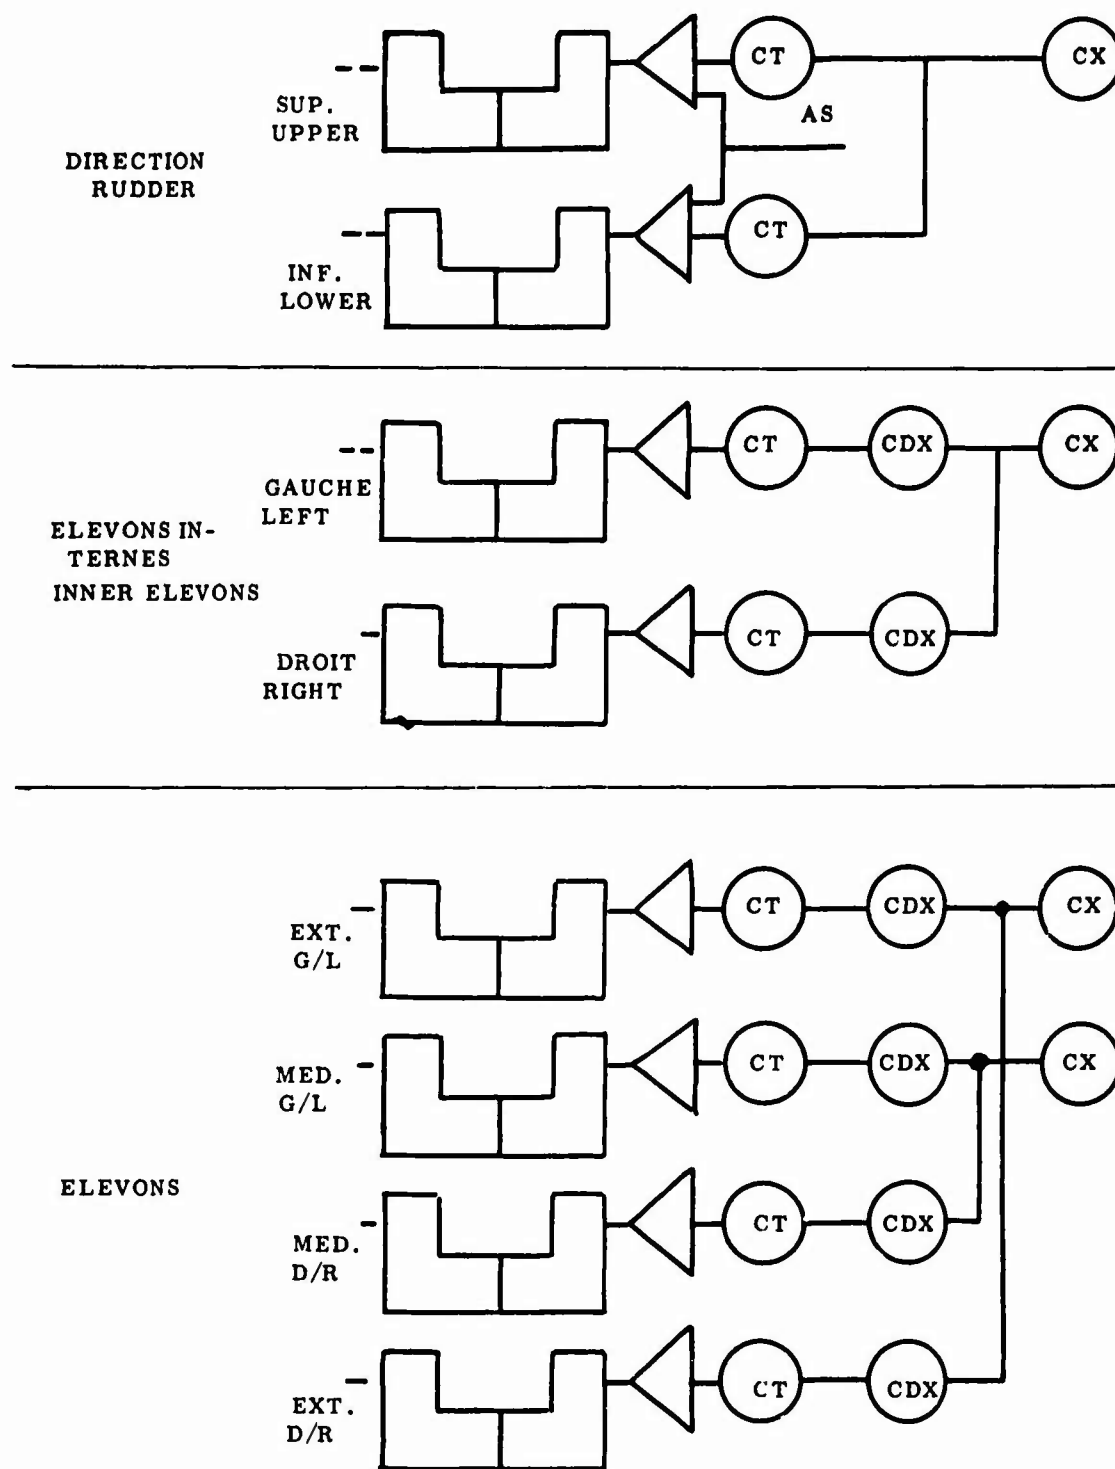 CT
CX
SUP.
UPPER
AS
DIRECTION
RUDDER
CT
INF.
LOWER
CT
CDX
CX
GAUCHE
LEFT
ELEVONS IN-
TERNES
INNER ELEVONS
CT
CDX
DROIT
RIGHT
CT
CDX
CX
EXT.
G/L
CT
CDX
CX
MED.
G/L
ELEVONS
CT
CDX
MED.
D/R
CT
CDX
EXT.
D/R